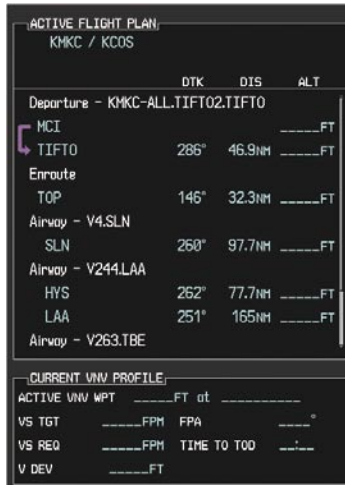 ACTIVE FLIGHT PLAN
KMKC / KCOS
DTK DIS ALT
Departure - KMKC-ALL.TIFTO2.TIFTO
MCI _____FT
TIFTO 286° 46.9NM _____FT
Enroute
TOP 146° 32.3NM _____FT
Airway - V4.SLN
SLN 260° 97.7NM _____FT
Airway - V244.LAA
HYS 262° 77.7NM _____FT
LAA 251° 165NM _____FT
Airway - V263.TBE
CURRENT VNV PROFILE
ACTIVE VNV WPT _____FT at __________
VS TGT _____FPM FPA ____°
VS REQ _____FPM TIME TO TOD __:__
V DEV _____FT